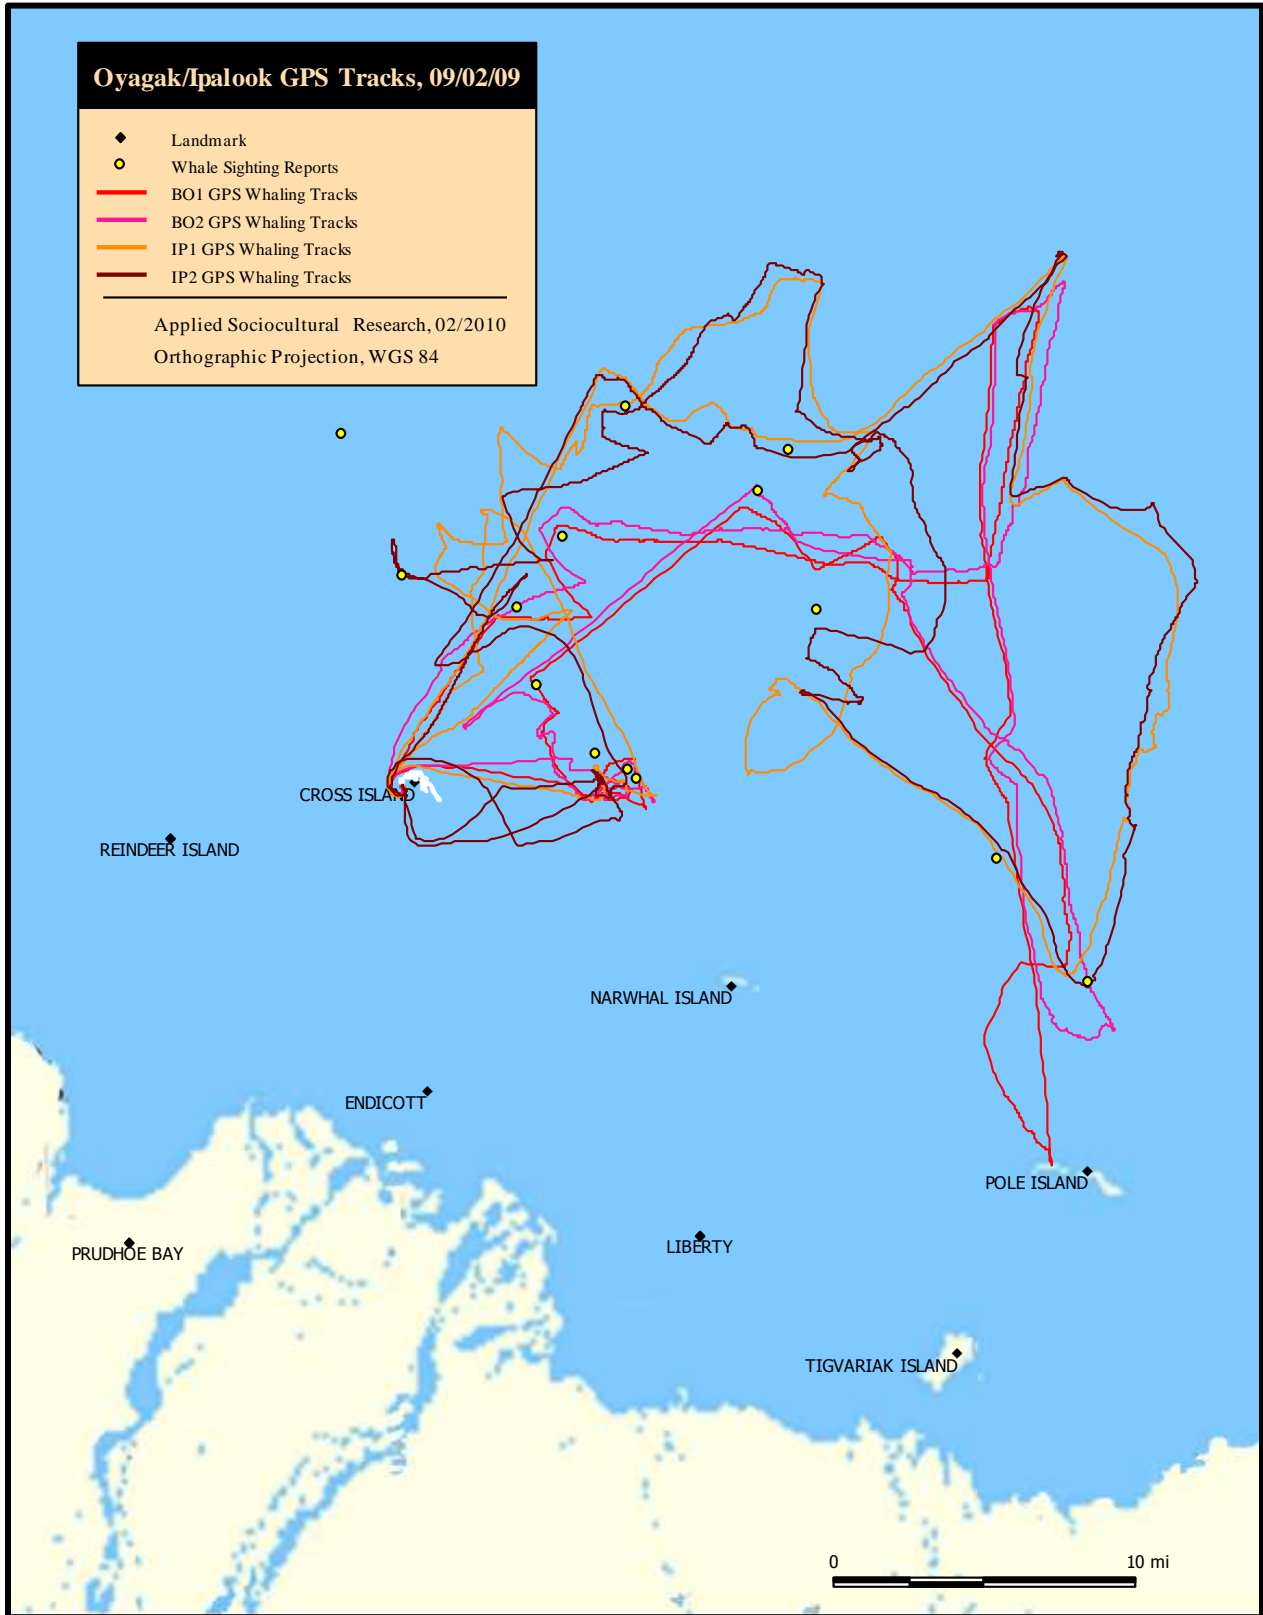 Oyagak/Ipalook GPS Tracks, 09/02/09
Landmark
Whale Sighting Reports
BO1 GPS Whaling Tracks
BO2 GPS Whaling Tracks
IP1 GPS Whaling Tracks
IP2 GPS Whaling Tracks
Applied Sociocultural Research, 02/2010
Orthographic Projection, WGS 84
CROSS ISLAND
REINDEER ISLAND
NARWHAL ISLAND
ENDICOTT
POLE ISLAND
PRUDHOE BAY
LIBERTY
TIGVARIAK ISLAND
0 10 mi